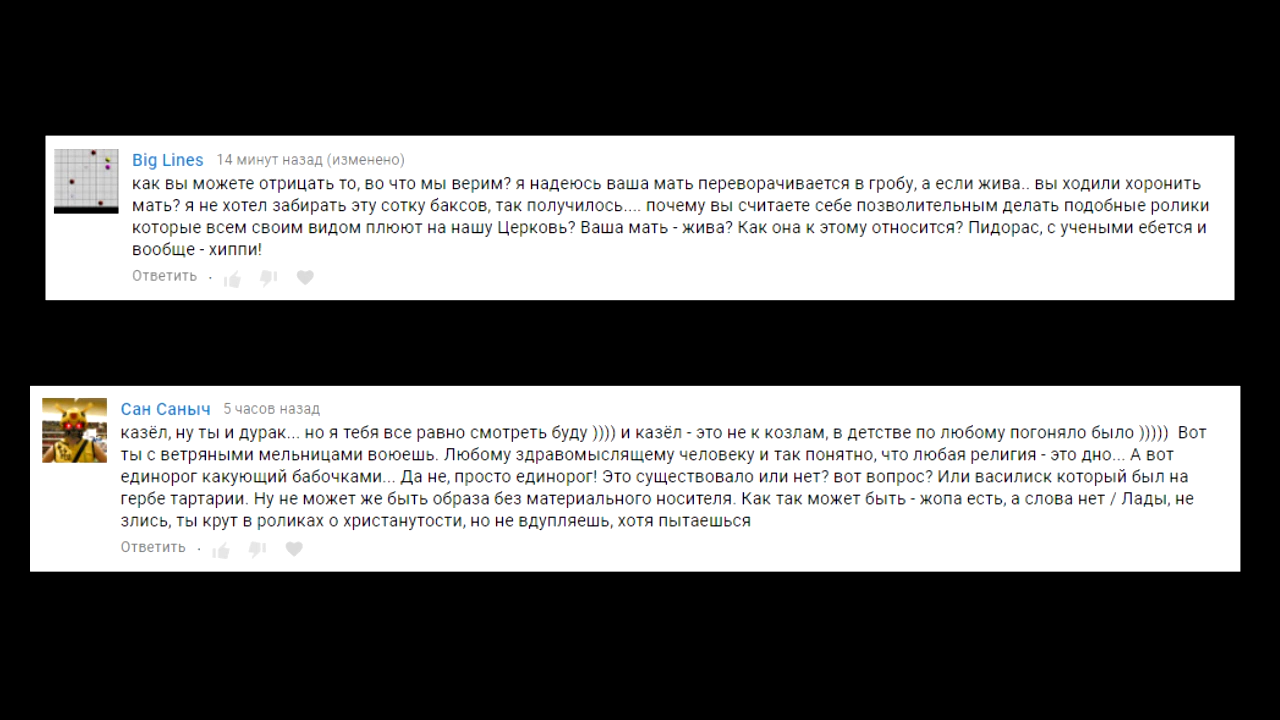 Big Lines 14 минут назад (изменено)
как вы можете отрицать то, во что мы верим? я надеюсь ваша мать переворачивается в гробу, а если жива.. вы ходили хоронить
мать? я не хотел забирать эту сотку баксов, так получилось.... почему вы считаете себе позволительным делать подобные ролики
которые всем своим видом плюют на нашу Церковь? Ваша мать - жива? Как она к этому относится? Пидорас, с учеными ебется и
вообще - хиппи!
Ответить ·
Сан Саныч 5 часов назад
казёл, ну ты и дурак... но я тебя все равно смотреть буду )))) и казёл - это не к козлам, в детстве по любому погоняло было ))))) Вот
ты с ветряными мельницами воюешь. Любому здравомыслящему человеку и так понятно, что любая религия - это дно... А вот
единорог какующий бабочками... Да не, просто единорог! Это существовало или нет? вот вопрос? Или василиск который был на
гербе тартарии. Ну не может же быть образа без материального носителя. Как так может быть - жопа есть, а слова нет / Лады, не
злись, ты крут в роликах о христанутости, но не вдупляешь, хотя пытаешься
Ответить ·